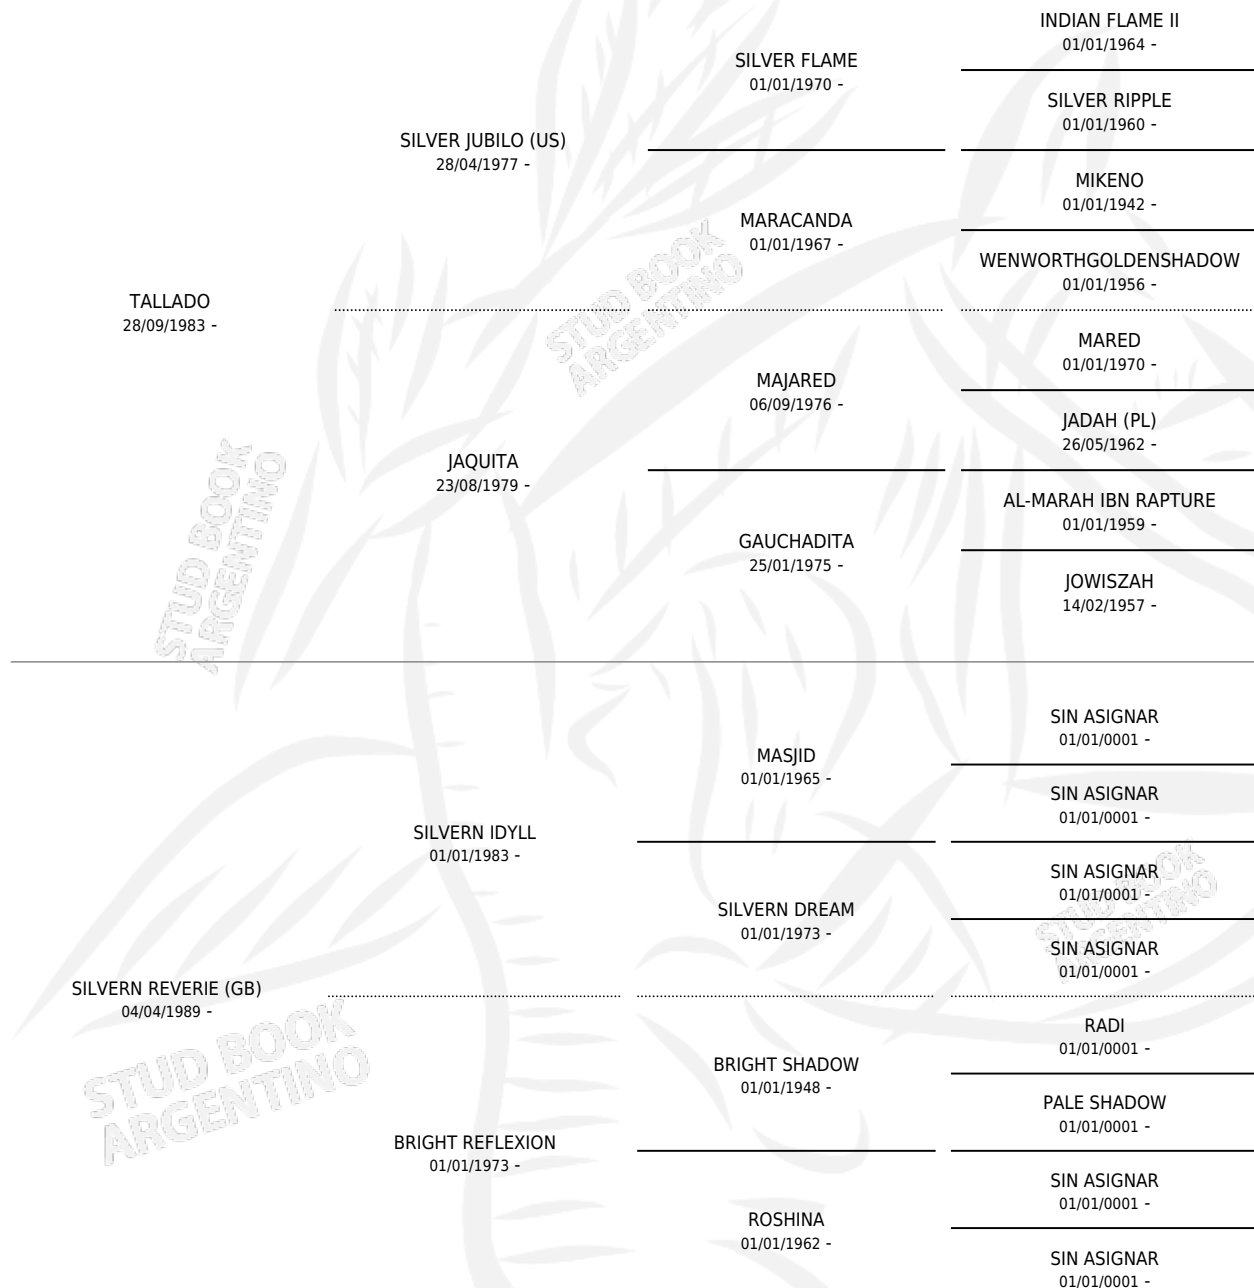 INDIAN FLAME II
01/01/1964 -
SILVER FLAME
01/01/1970 -
SILVER RIPPLE
01/01/1960 -
SILVER JUBILO (US)
28/04/1977 -
MIKENO
01/01/1942 -
MARACANDA
01/01/1967 -
WENWORTHGOLDENSHADOW
01/01/1956 -
TALLADO
28/09/1983 -
MARED
01/01/1970 -
MAJARED
06/09/1976 -
JADAH (PL)
26/05/1962 -
JAQUITA
23/08/1979 -
AL-MARAH IBN RAPTURE
01/01/1959 -
GAUCHADITA
25/01/1975 -
JOWISZAH
14/02/1957 -
STUD BOOK
ARGENTINO
STUD BOOK
ARGENTINO
SIN ASIGNAR
01/01/0001 -
MASJID
01/01/1965 -
SIN ASIGNAR
01/01/0001 -
SILVERN IDYLL
01/01/1983 -
SIN ASIGNAR
01/01/0001 -
SILVERN DREAM
01/01/1973 -
SIN ASIGNAR
01/01/0001 -
STUD BOOK
ARGENTINO
SILVERN REVERIE (GB)
04/04/1989 -
RADI
01/01/0001 -
BRIGHT SHADOW
01/01/1948 -
PALE SHADOW
01/01/0001 -
STUD BOOK
ARGENTINO
BRIGHT REFLEXION
01/01/1973 -
SIN ASIGNAR
01/01/0001 -
ROSHINA
01/01/1962 -
SIN ASIGNAR
01/01/0001 -